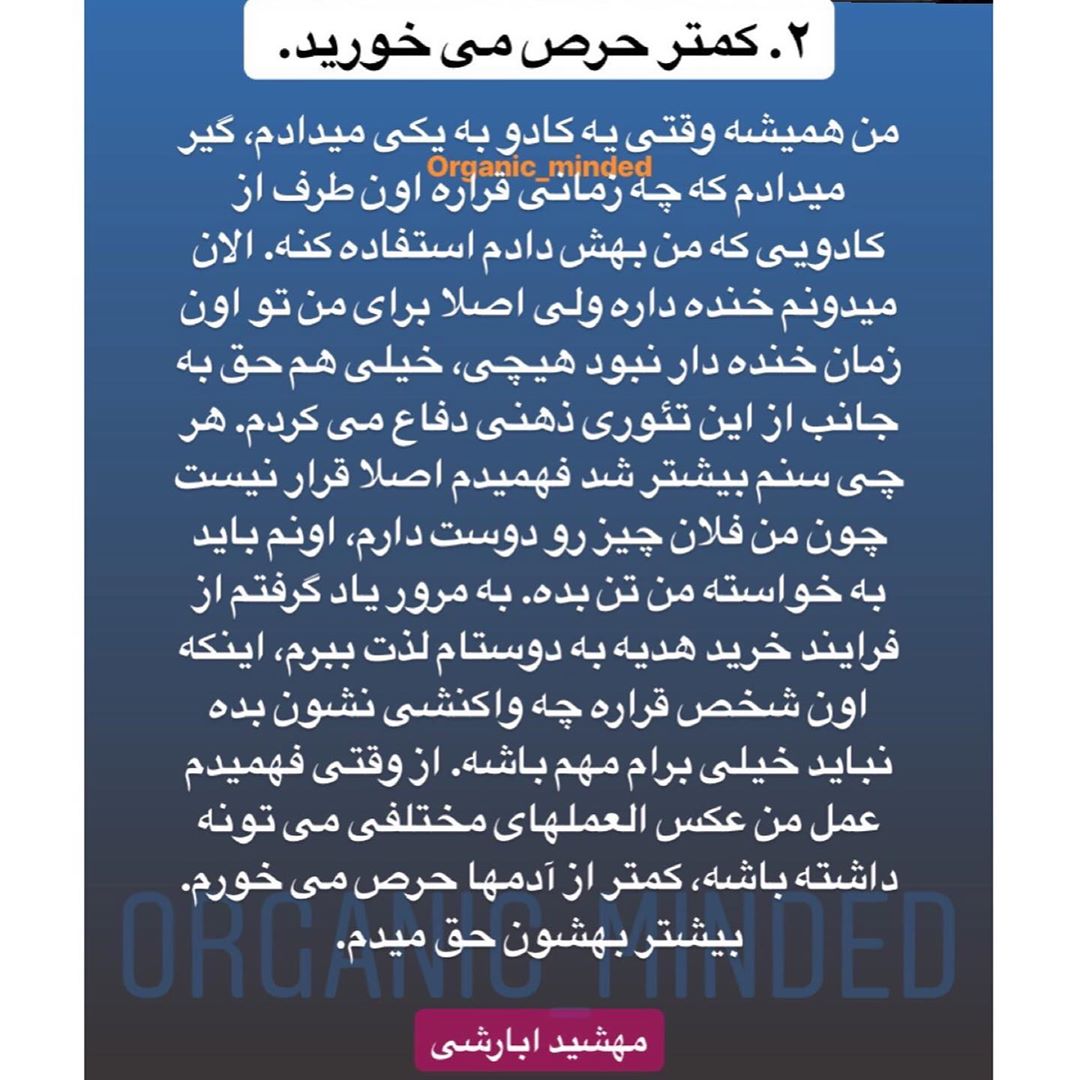 ۲. کمتر حرص می خورید.
من همیشه وقتی یه کادو به یکی میدادم، گیر
Organic_minded
میدادم که چه زمانی قراره اون طرف از
کادویی که من بهش دادم استفاده کنه. الان
میدونم خنده داره ولی اصلا برای من تو اون
زمان خنده دار نبود هیچی، خیلی هم حق به
جانب از این تئوری ذهنی دفاع می کردم. هر
چی سنم بیشتر شد فهمیدم اصلا قرار نیست
چون من فلان چیز رو دوست دارم، اونم باید
به خواسته من تن بده. به مرور یاد گرفتم از
فرایند خرید هدیه به دوستام لذت ببرم، اینکه
اون شخص قراره چه واکنشی نشون بده
نباید خیلی برام مهم باشه. از وقتی فهمیدم
عمل من عکس العملهای مختلفی می تونه
داشته باشه، کمتر از آدمها حرص می خورم.
بیشتر بهشون حق میدم.
ORGANIC_MINDED
مهشید ابارشی